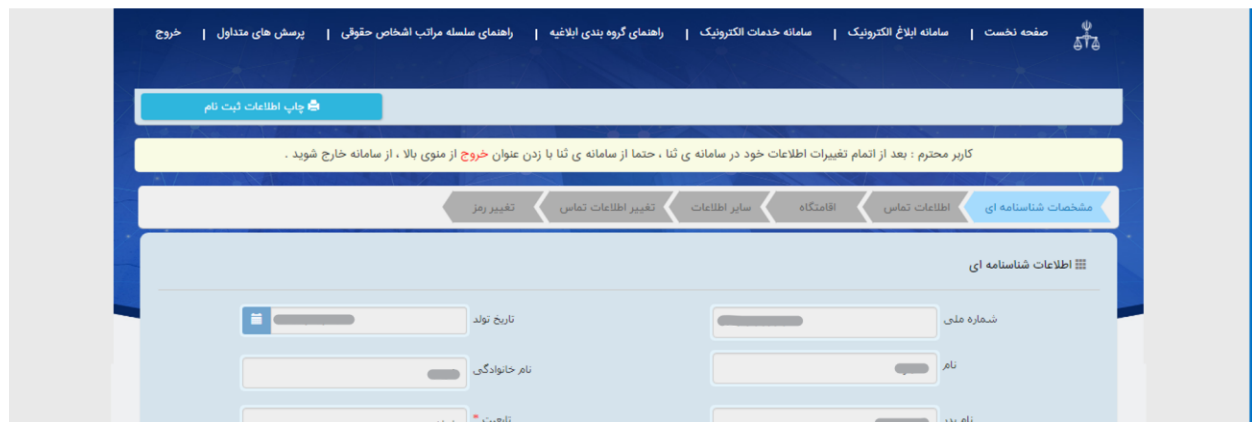 صفحه نخست | سامانه ابلاغ الکترونیک | سامانه خدمات الکترونیک | راهنمای گروه بندی ابلاغیه | راهنمای سلسله مراتب اشخاص حقوقی | پرسش های متداول | خروج
چاپ اطلاعات ثبت نام
کاربر محترم : بعد از اتمام تغییرات اطلاعات خود در سامانه ی ثنا ، حتما از سامانه ی ثنا با زدن عنوان خروج از منوی بالا ، از سامانه خارج شوید .
مشخصات شناسنامه ای اطلاعات تماس اقامتگاه سایر اطلاعات تغییر اطلاعات تماس تغییر رمز
اطلاعات شناسنامه ای
شماره ملی تاریخ تولد
نام نام خانوادگی
نام پدر تابعیت *